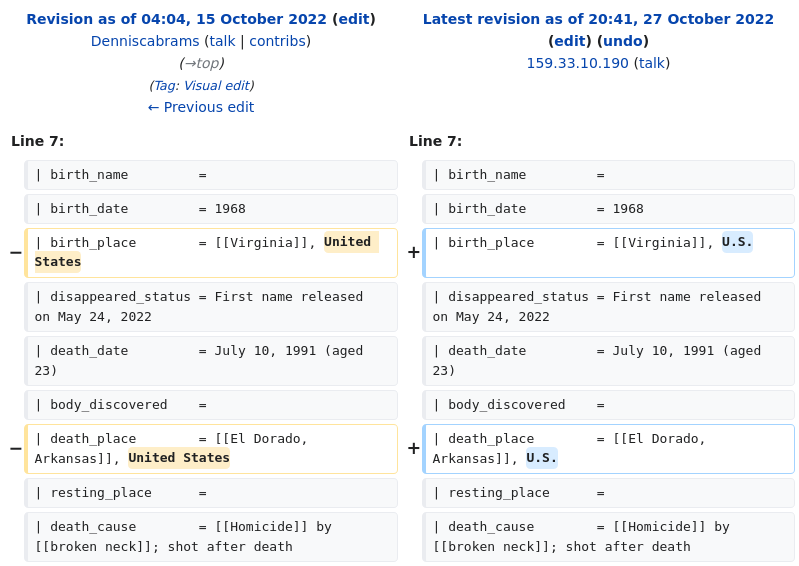 Revision as of 04:04, 15 October 2022 (edit)
Denniscabrams (talk | contribs)
(→top)
(Tag: Visual edit)
← Previous edit
Line 7:
| birth_name         =
| birth_date         = 1968
− | birth_place        = [[Virginia]], United
States
| disappeared_status = First name released
on May 24, 2022
| death_date         = July 10, 1991 (aged
23)
| body_discovered    =
− | death_place        = [[El Dorado,
Arkansas]], United States
| resting_place      =
| death_cause        = [[Homicide]] by
[[broken neck]]; shot after death
Latest revision as of 20:41, 27 October 2022
(edit) (undo)
159.33.10.190 (talk)
Line 7:
| birth_name         =
| birth_date         = 1968
+ | birth_place        = [[Virginia]], U.S.
| disappeared_status = First name released
on May 24, 2022
| death_date         = July 10, 1991 (aged
23)
| body_discovered    =
+ | death_place        = [[El Dorado,
Arkansas]], U.S.
| resting_place      =
| death_cause        = [[Homicide]] by
[[broken neck]]; shot after death